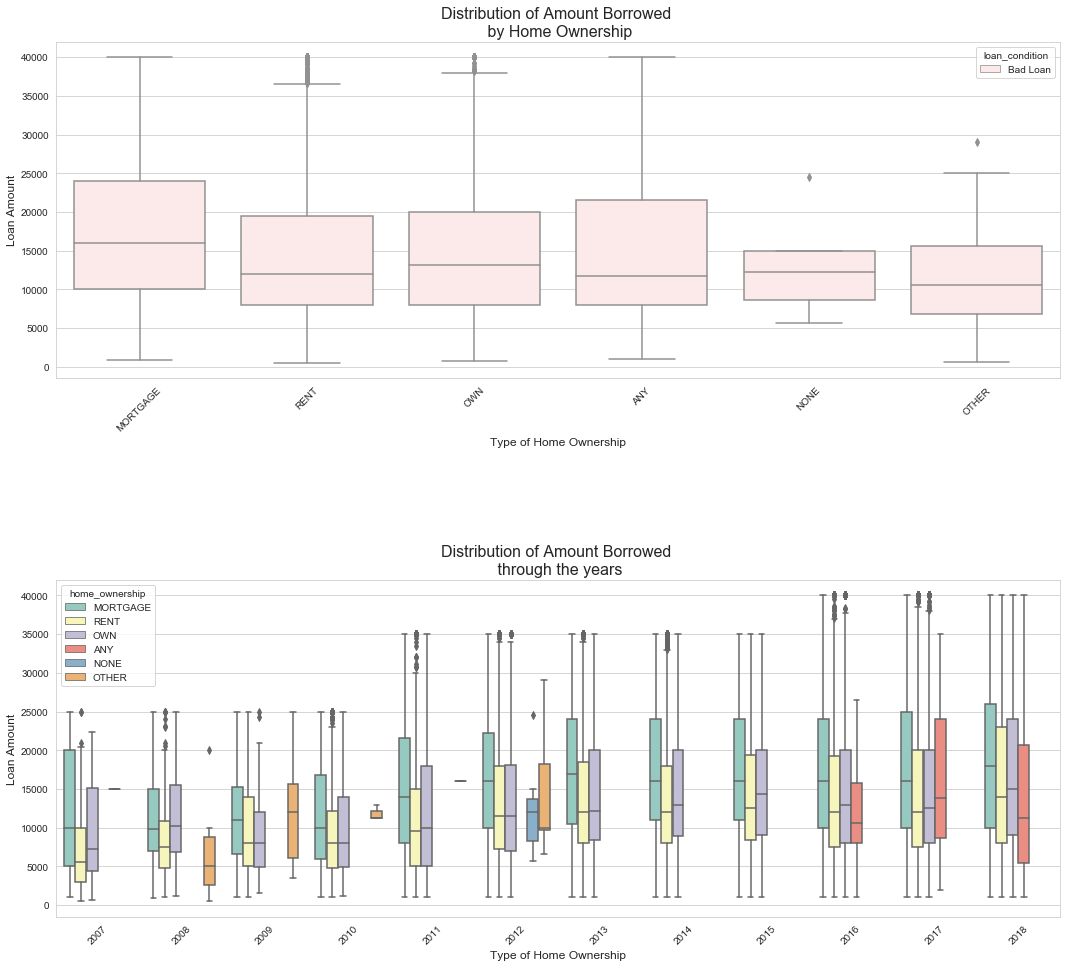 Distribution of Amount Borrowed
by Home Ownership
40000
35000
30000
25000
20000
15000
10000
5000
0
Loan Amount
loan_condition
Bad Loan
MORTGAGE
RENT
OWN
ANY
NONE
OTHER
Type of Home Ownership
Distribution of Amount Borrowed
through the years
40000
35000
30000
25000
20000
15000
10000
5000
0
Loan Amount
home_ownership
MORTGAGE
RENT
OWN
ANY
NONE
OTHER
2007
2008
2009
2010
2011
2012
2013
2014
2015
2016
2017
2018
Type of Home Ownership